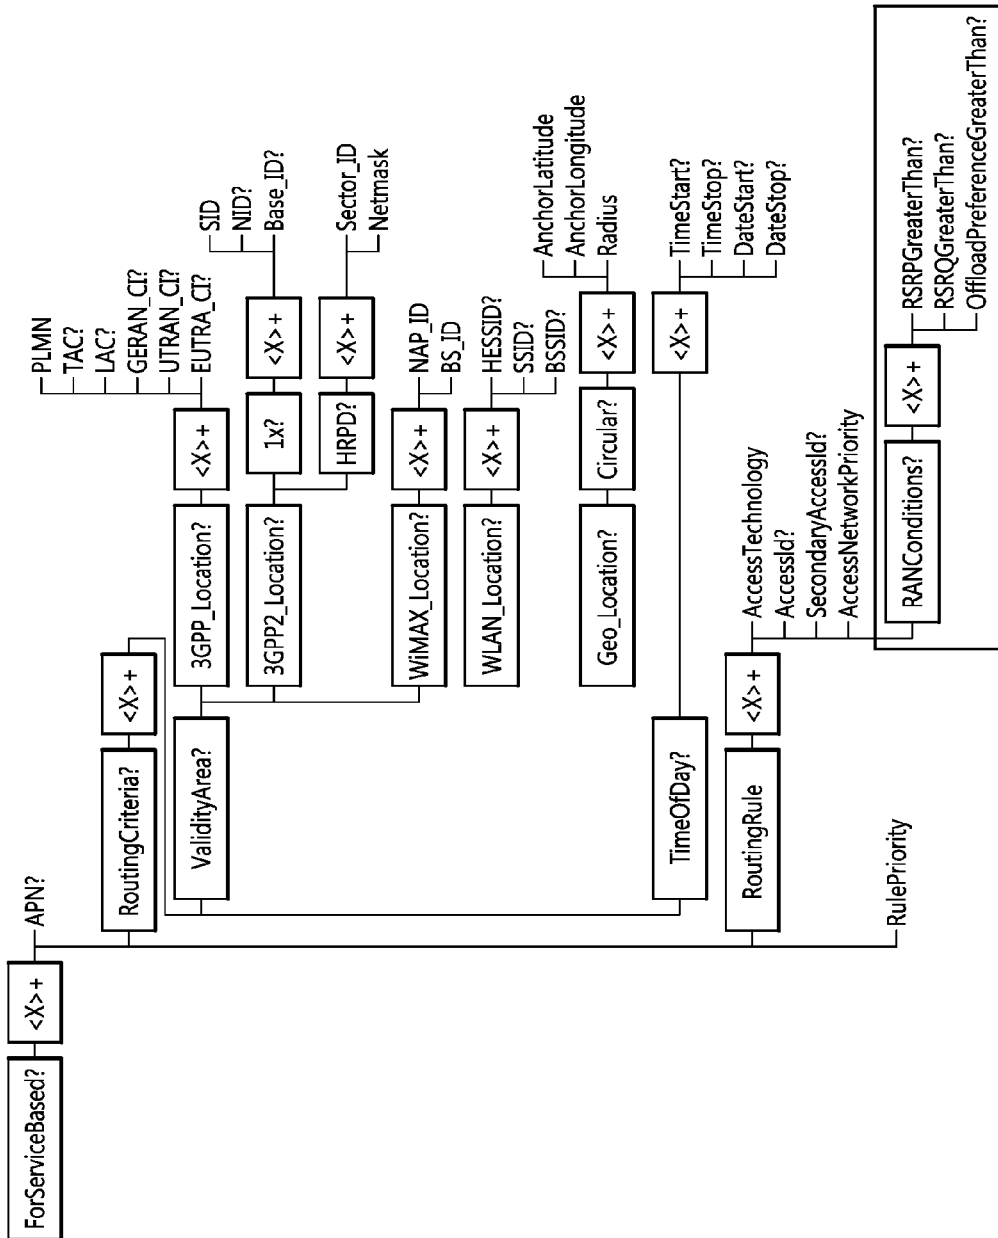 ForServiceBased?
<X>+
APN?
RoutingCriteria?
<X>+
ValidityArea?
3GPP_Location?
<X>+
PLMN
TAC?
LAC?
GERAN_CI?
UTRAN_CI?
EUTRA_CI?
3GPP2_Location?
1x?
<X>+
SID
NID?
Base_ID?
HRPD?
<X>+
Sector_ID
Netmask
WiMAX_Location?
<X>+
NAP_ID
BS_ID
WLAN_Location?
<X>+
HESSID?
SSID?
BSSID?
Geo_Location?
Circular?
<X>+
AnchorLatitude
AnchorLongitude
Radius
TimeOfDay?
<X>+
TimeStart?
TimeStop?
DateStart?
DateStop?
RoutingRule
<X>+
AccessTechnology
AccessId?
SecondaryAccessId?
AccessNetworkPriority
RANConditions?
<X>+
RSRPGreaterThan?
RSRQGreaterThan?
OffloadPreferenceGreaterThan?
RulePriority